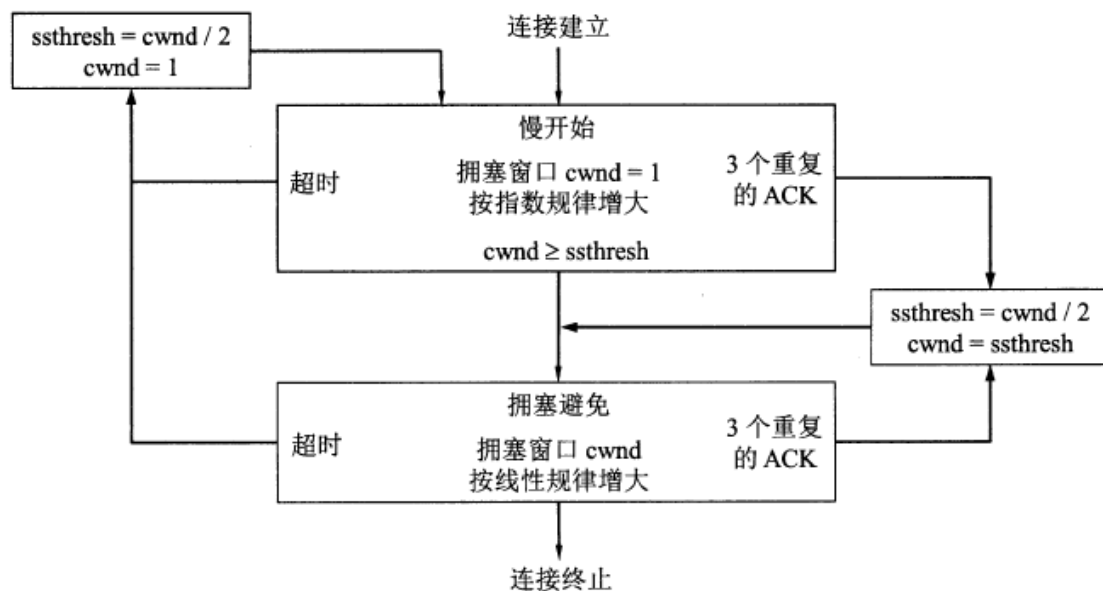 连接建立
ssthresh = cwnd / 2
cwnd = 1
慢开始
超时
拥塞窗口 cwnd = 1
按指数规律增大
3 个重复
的 ACK
cwnd ≥ ssthresh
ssthresh = cwnd / 2
cwnd = ssthresh
拥塞避免
超时
拥塞窗口 cwnd
按线性规律增大
3 个重复
的 ACK
连接终止